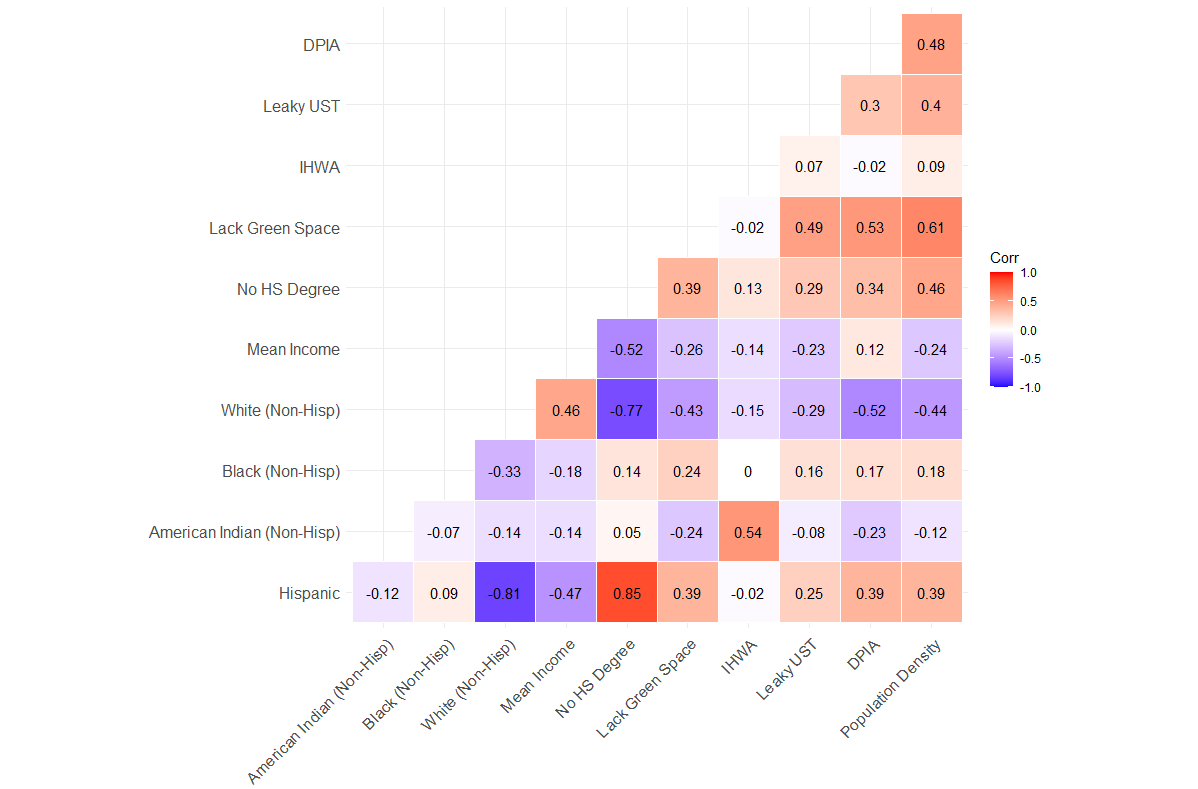 DPIA 0.48
Leaky UST 0.3 0.4
IHWA 0.07 -0.02 0.09
Lack Green Space -0.02 0.49 0.53 0.61
No HS Degree 0.39 0.13 0.29 0.34 0.46
Mean Income -0.52 -0.26 -0.14 -0.23 0.12 -0.24
White (Non-Hisp) 0.46 -0.77 -0.43 -0.15 -0.29 -0.52 -0.44
Black (Non-Hisp) -0.33 -0.18 0.14 0.24 0 0.16 0.17 0.18
American Indian (Non-Hisp) -0.07 -0.14 -0.14 0.05 -0.24 0.54 -0.08 -0.23 -0.12
Hispanic -0.12 0.09 -0.81 -0.47 0.85 0.39 -0.02 0.25 0.39 0.39
American Indian (Non-Hisp)
Black (Non-Hisp)
White (Non-Hisp)
Mean Income
No HS Degree
Lack Green Space
IHWA
Leaky UST
DPIA
Population Density
Corr
1.0
0.5
0.0
-0.5
-1.0